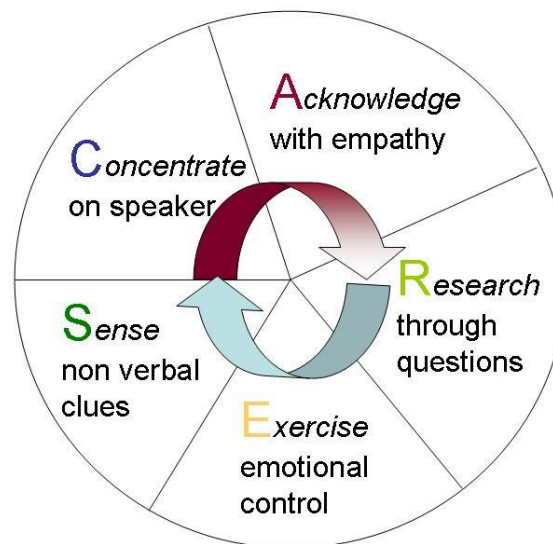 Concentrate
on speaker
Acknowledge
with empathy
Research
through
questions
Exercise
emotional
control
Sense
non verbal
clues